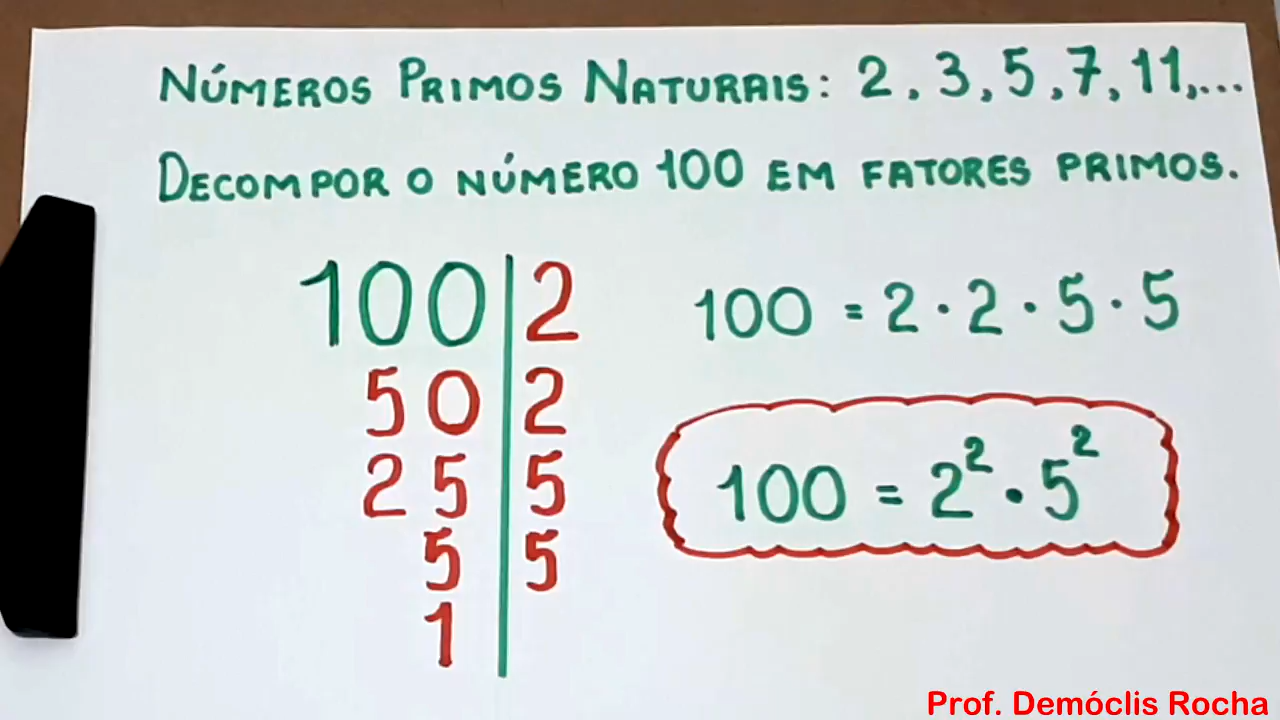 NÚMEROS PRIMOS NATURAIS: 2, 3, 5, 7, 11,...
DECOMPOR O NÚMERO 100 EM FATORES PRIMOS.
100 | 2
50 | 2
25 | 5
5 | 5
1
100 = 2 · 2 · 5 · 5
100 = 2² · 5²
Prof. Demóclis Rocha